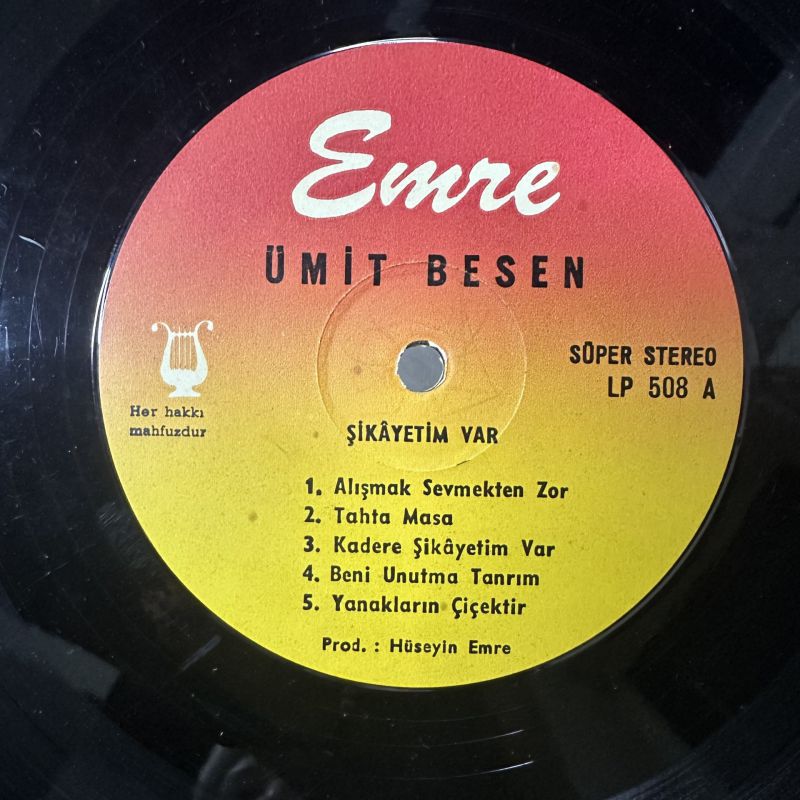 Emre
ÜMİT BESEN
SÜPER STEREO
LP 508 A
Her hakkı
mahfuzdur
ŞİKÂYETİM VAR
1. Alışmak Sevmekten Zor
2. Tahta Masa
3. Kadere Şikâyetim Var
4. Beni Unutma Tanrım
5. Yanakların Çiçektir
Prod. : Hüseyin Emre